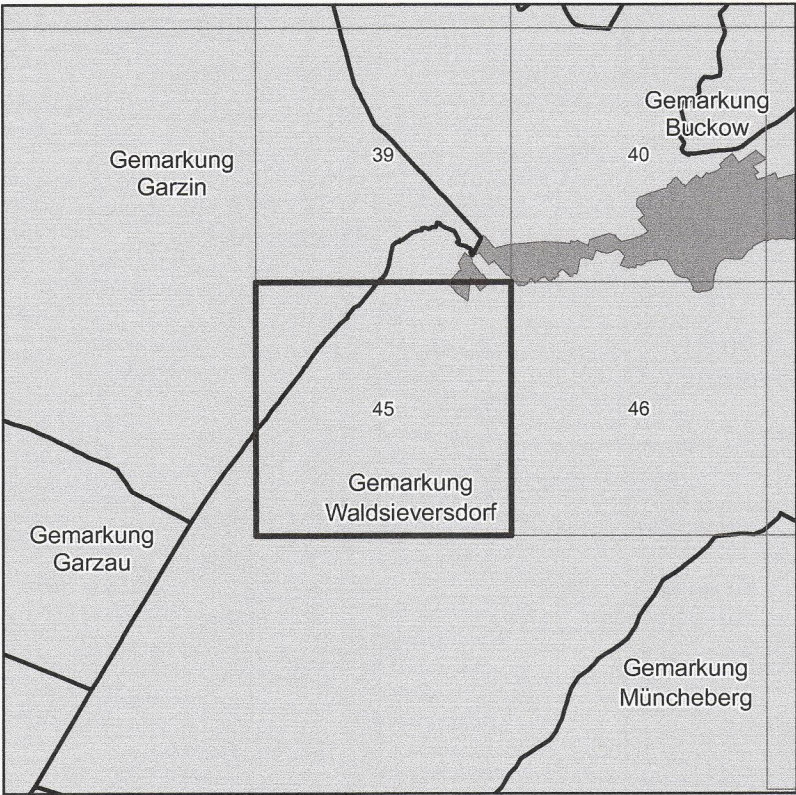 Gemarkung
Buckow
39
40
Gemarkung
Garzin
45
46
Gemarkung
Waldsieversdorf
Gemarkung
Garzau
Gemarkung
Müncheberg